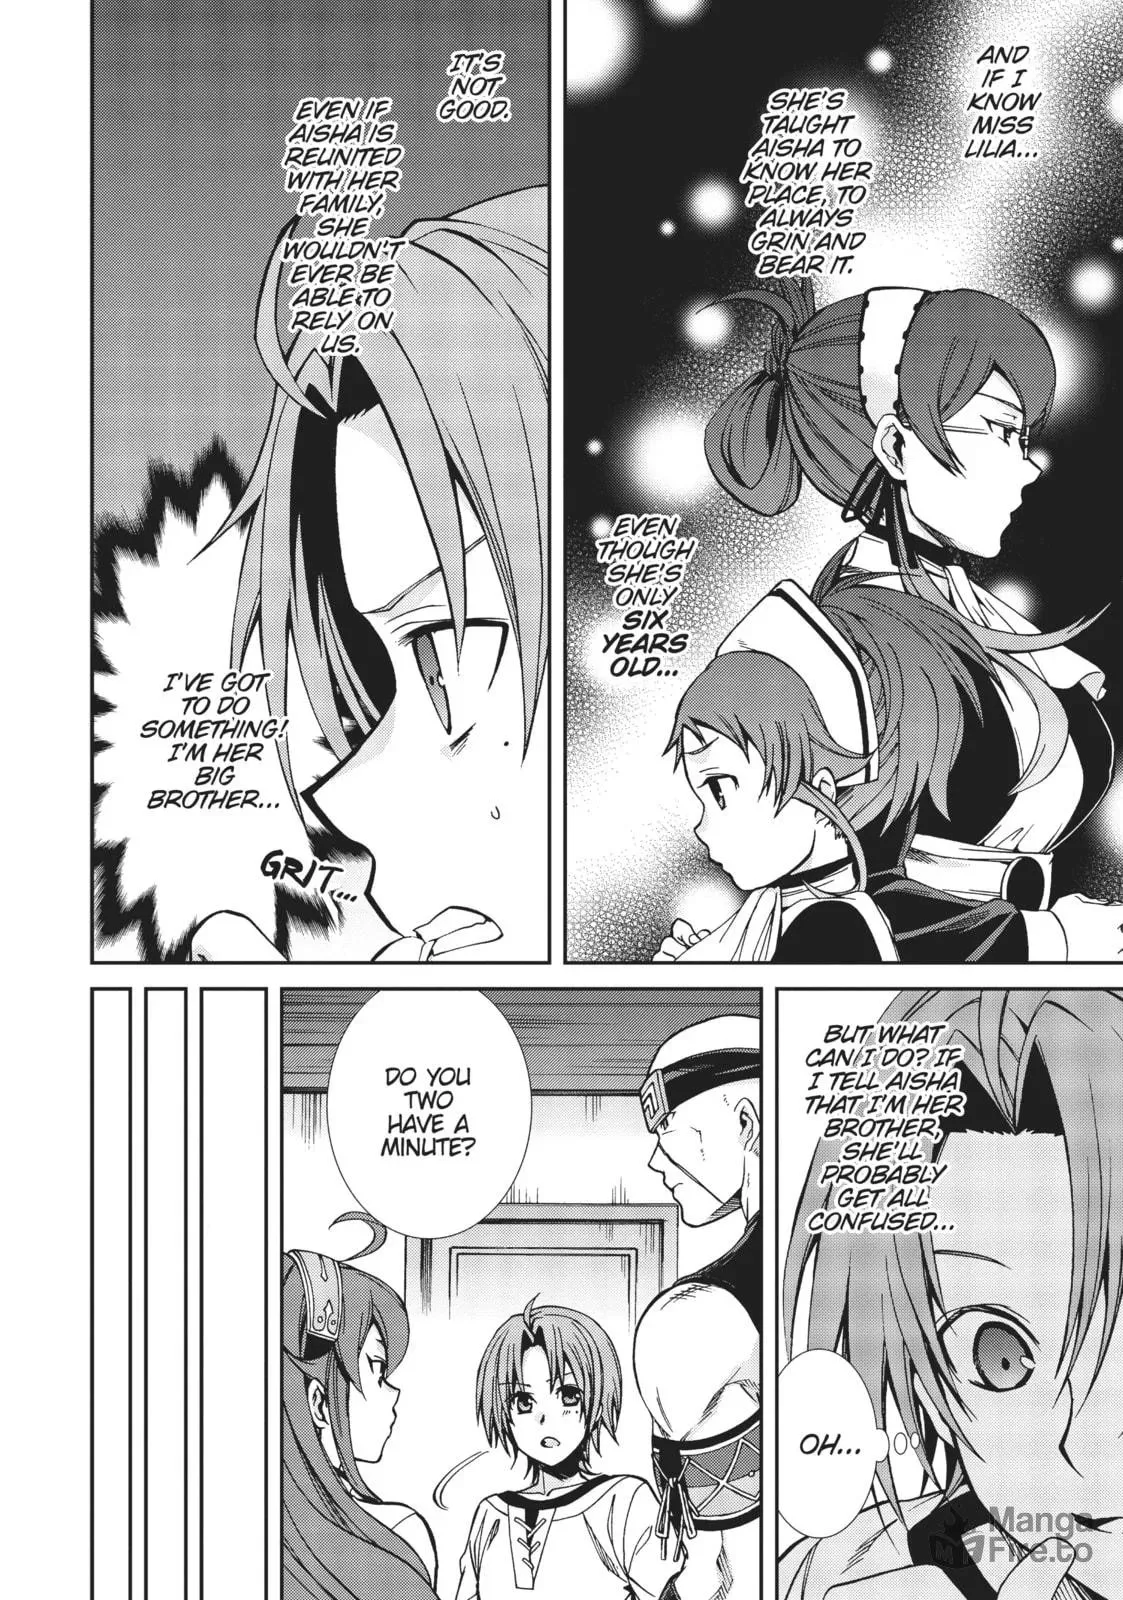 AND
IF I
KNOW
MISS
LILIA...
SHE'S
TAUGHT
AISHA TO
KNOW HER
PLACE, TO
ALWAYS
GRIN AND
BEAR IT.
EVEN
THOUGH
SHE'S
ONLY
SIX
YEARS
OLD...
IT'S
NOT
GOOD.
EVEN IF
AISHA IS
REUNITED
WITH HER
FAMILY,
SHE
WOULDN'T
EVER BE
ABLE TO
RELY ON
US.
I'VE GOT
TO DO
SOMETHING!
I'M HER
BIG
BROTHER...
GRIT...
BUT WHAT
CAN I DO? IF
I TELL AISHA
THAT I'M HER
BROTHER,
SHE'LL
PROBABLY
GET ALL
CONFUSED...
OH...
DO YOU
TWO
HAVE A
MINUTE?
Manga
Fire.to